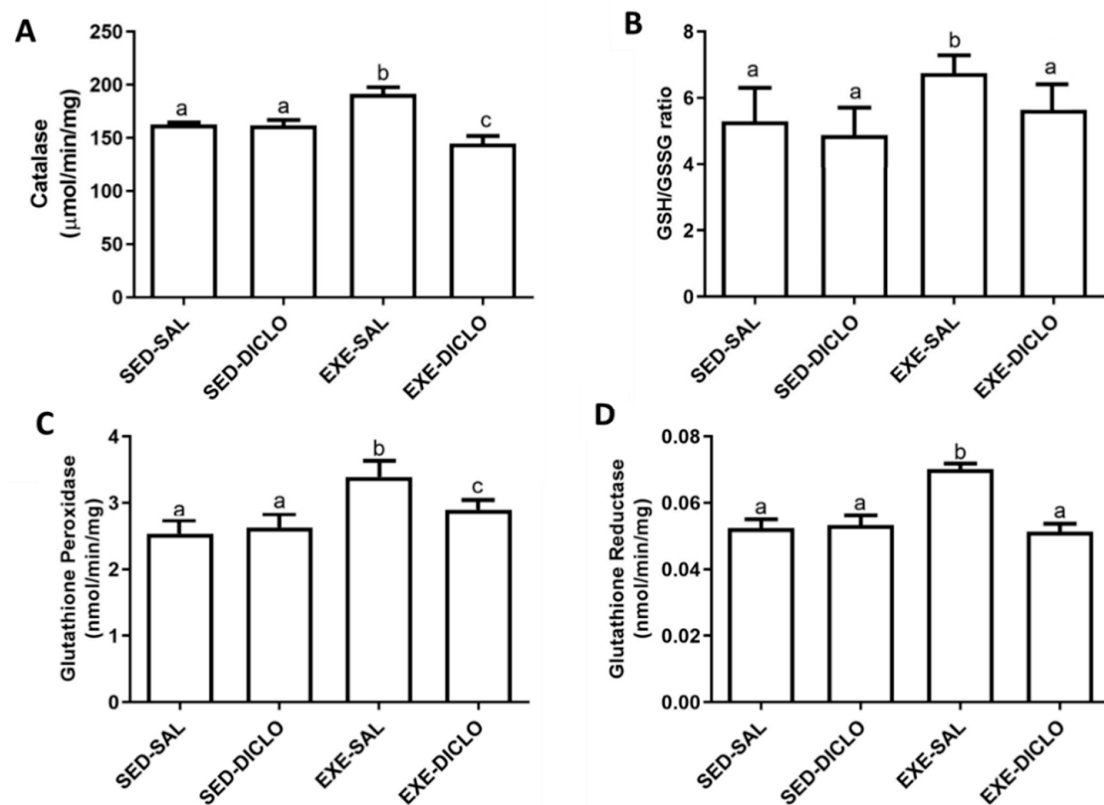 A
Catalase
(μmol/min/mg)
250
200
150
100
50
0
a
a
b
c
SED-SAL
SED-DICLO
EXE-SAL
EXE-DICLO
B
GSH/GSSG ratio
8
6
4
2
0
a
a
b
a
SED-SAL
SED-DICLO
EXE-SAL
EXE-DICLO
C
Glutathione Peroxidase
(nmol/min/mg)
4
3
2
1
0
a
a
b
c
SED-SAL
SED-DICLO
EXE-SAL
EXE-DICLO
D
Glutathione Reductase
(nmol/min/mg)
0.08
0.06
0.04
0.02
0.00
a
a
b
a
SED-SAL
SED-DICLO
EXE-SAL
EXE-DICLO